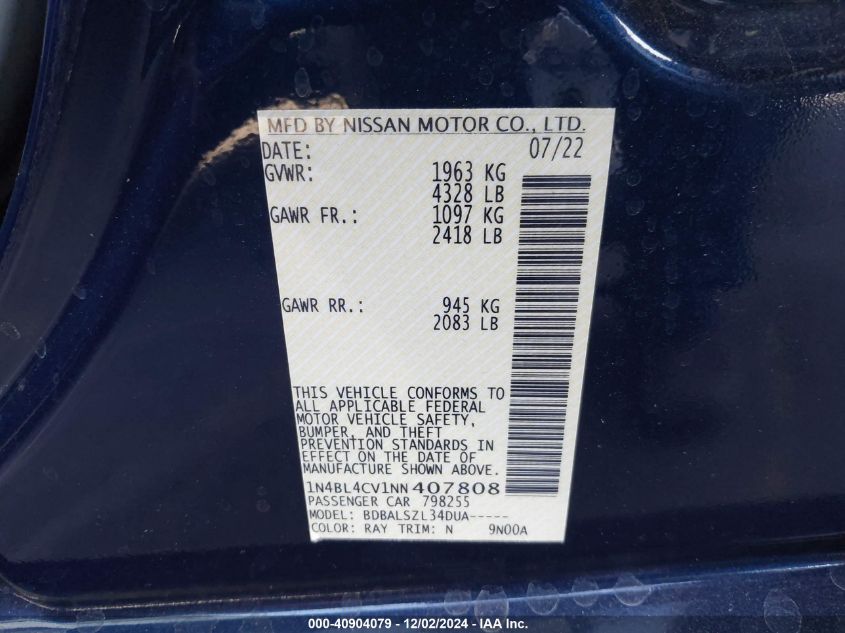 MFD BY NISSAN MOTOR CO., LTD.
DATE: 07/22
GVWR: 1963 KG
4328 LB
GAWR FR.: 1097 KG
2418 LB
GAWR RR.: 945 KG
2083 LB
THIS VEHICLE CONFORMS TO
ALL APPLICABLE FEDERAL
MOTOR VEHICLE SAFETY,
BUMPER, AND THEFT
PREVENTION STANDARDS IN
EFFECT ON THE DATE OF
MANUFACTURE SHOWN ABOVE.
1N4BL4CV1NN407808
PASSENGER CAR 798255
MODEL: BDBALSZL34DUA-----
COLOR: RAY TRIM: N 9N00A
000-40904079 - 12/02/2024 - IAA Inc.